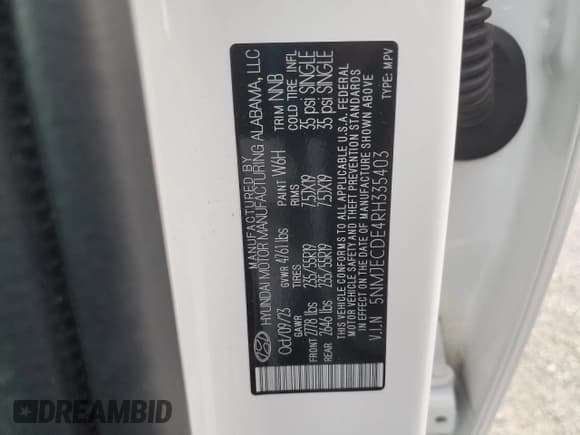 MANUFACTURED BY
HYUNDAI MOTOR MANUFACTURING ALABAMA, LLC
Oct/09/23 GVWR 4761 lbs PAINT W6H TRIM NNB
GAWR TIRES RIMS COLD TIRE INFL
FRONT 2778 lbs 235/55R19 7.5JX19 35 psi SINGLE
REAR 2646 lbs 235/55R19 7.5JX19 35 psi SINGLE
THIS VEHICLE CONFORMS TO ALL APPLICABLE U.S.A. FEDERAL
MOTOR VEHICLE SAFETY AND THEFT PREVENTION STANDARDS
IN EFFECT ON THE DATE OF MANUFACTURE SHOWN ABOVE
V.I.N 5NMJECDE4RH335403 TYPE: MPV
DREAMBID